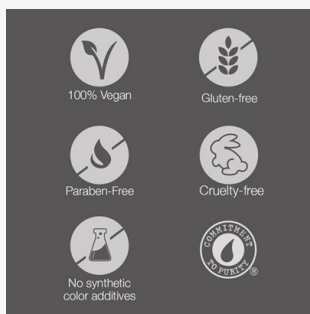 100% Vegan
Gluten-free
Paraben-Free
Cruelty-free
No synthetic
color additives
COMMITMENT
TO PURITY
®